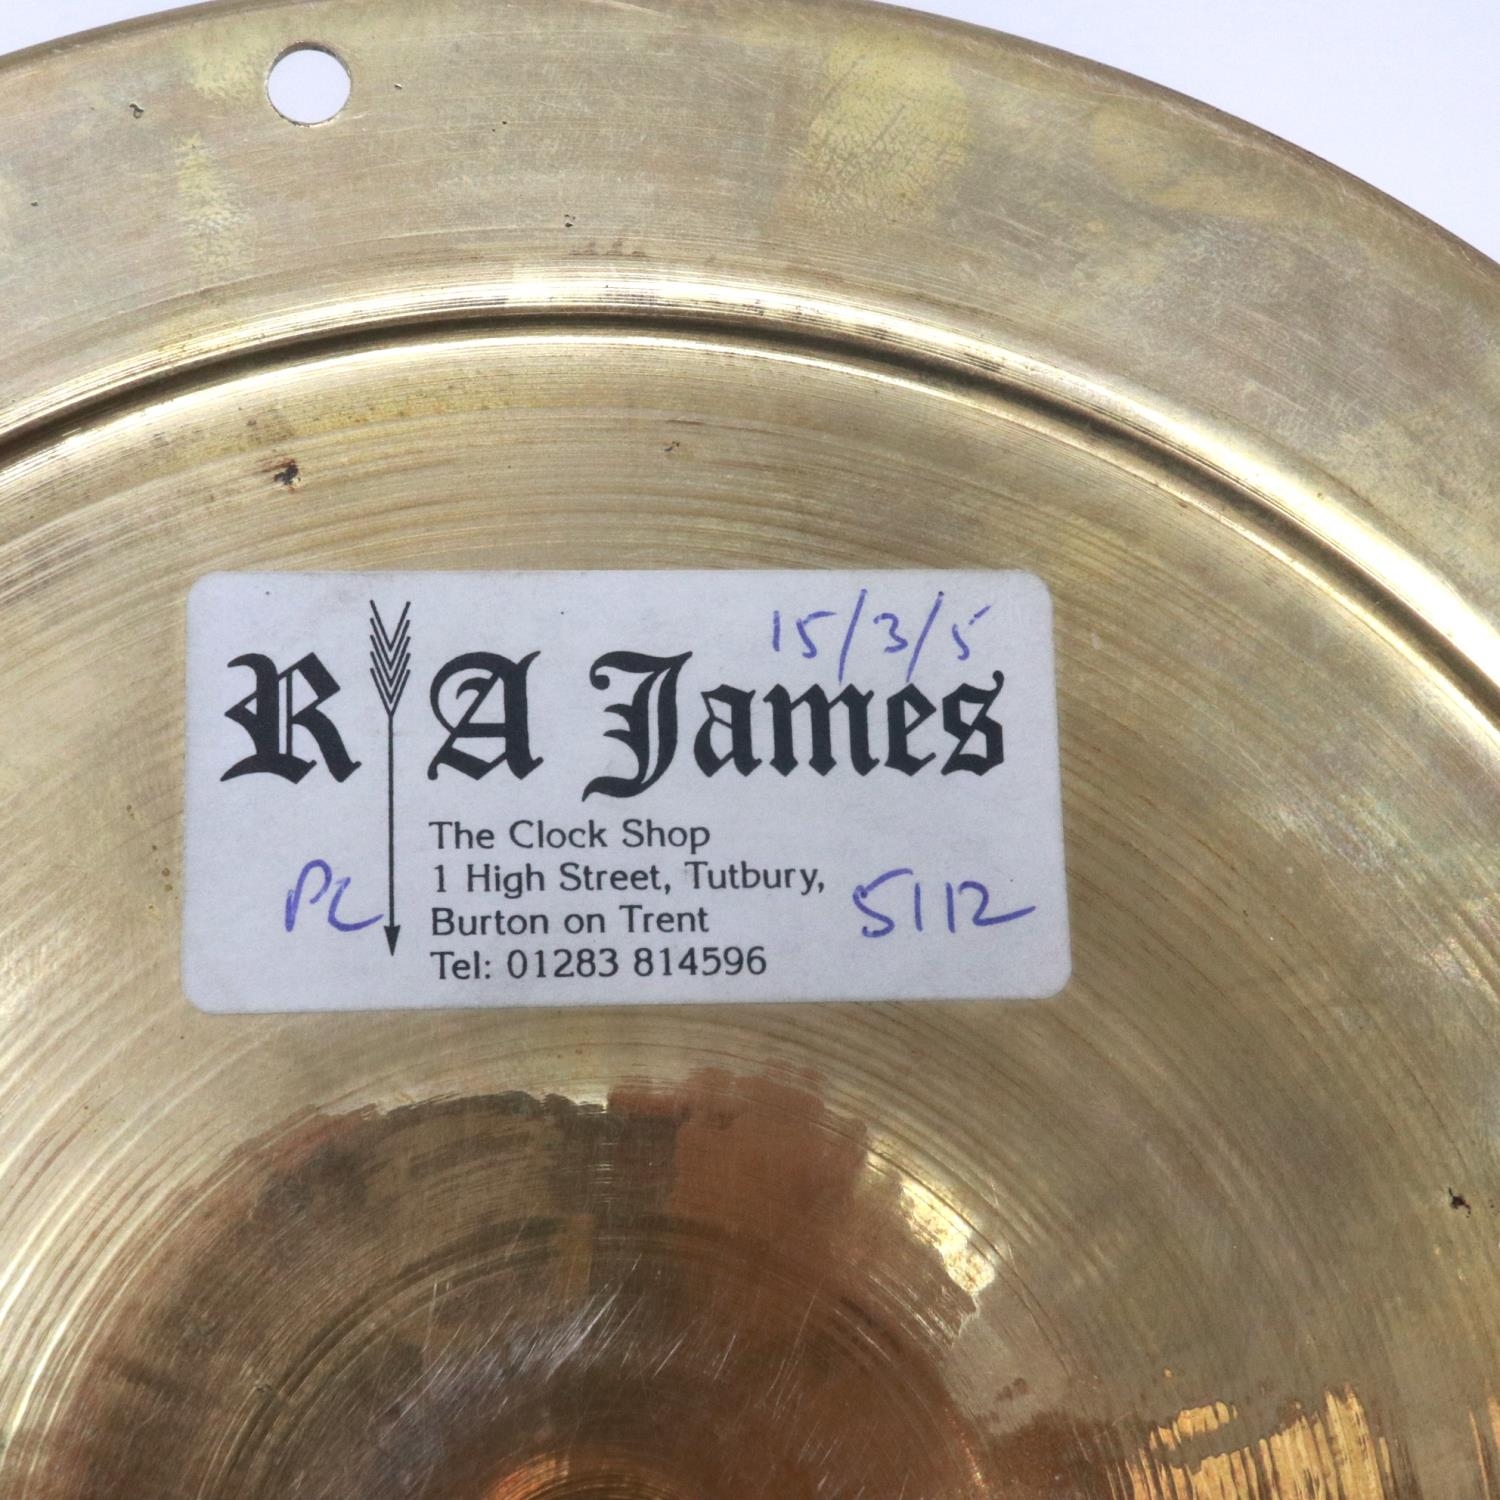 15/3/5
R A James
The Clock Shop
1 High Street, Tutbury,
Burton on Trent
Tel: 01283 814596
PL
5112